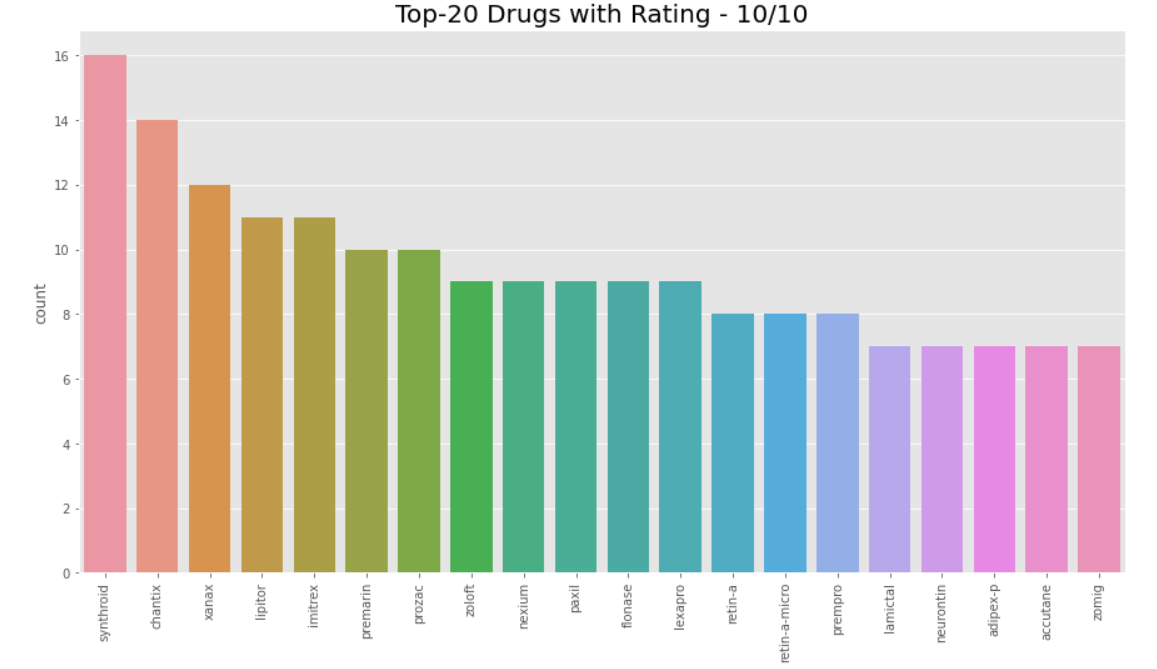 Top-20 Drugs with Rating - 10/10
16
14
12
10
8
6
4
2
0
count
synthroid
chantix
xanax
lipitor
imitrex
premarin
prozac
zoloft
nexium
paxil
flonase
lexapro
retin-a
retin-a-micro
prempro
lamictal
neurontin
adipex-p
accutane
zomig